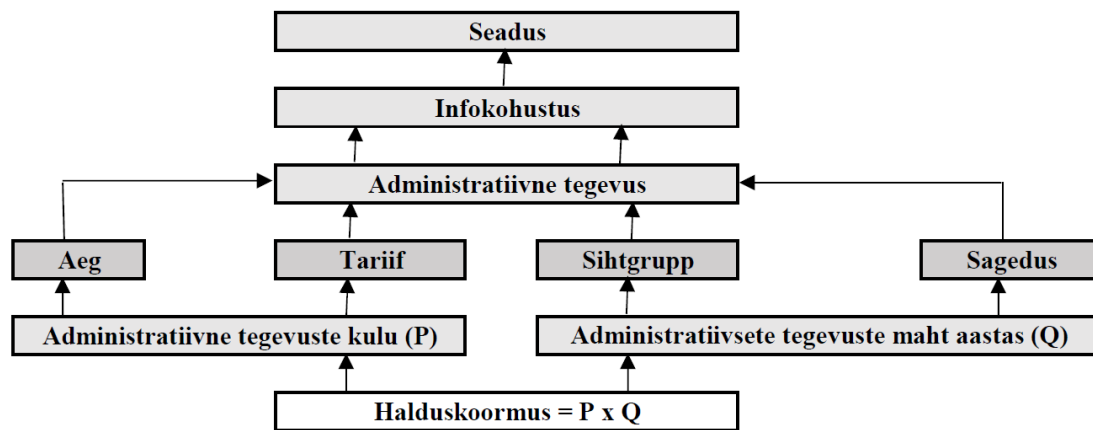 Seadus
Infokohustus
Administratiivne tegevus
Aeg
Tariif
Sihtgrupp
Sagedus
Administratiivne tegevuste kulu (P)
Administratiivsete tegevuste maht aastas (Q)
Halduskoormus = P x Q